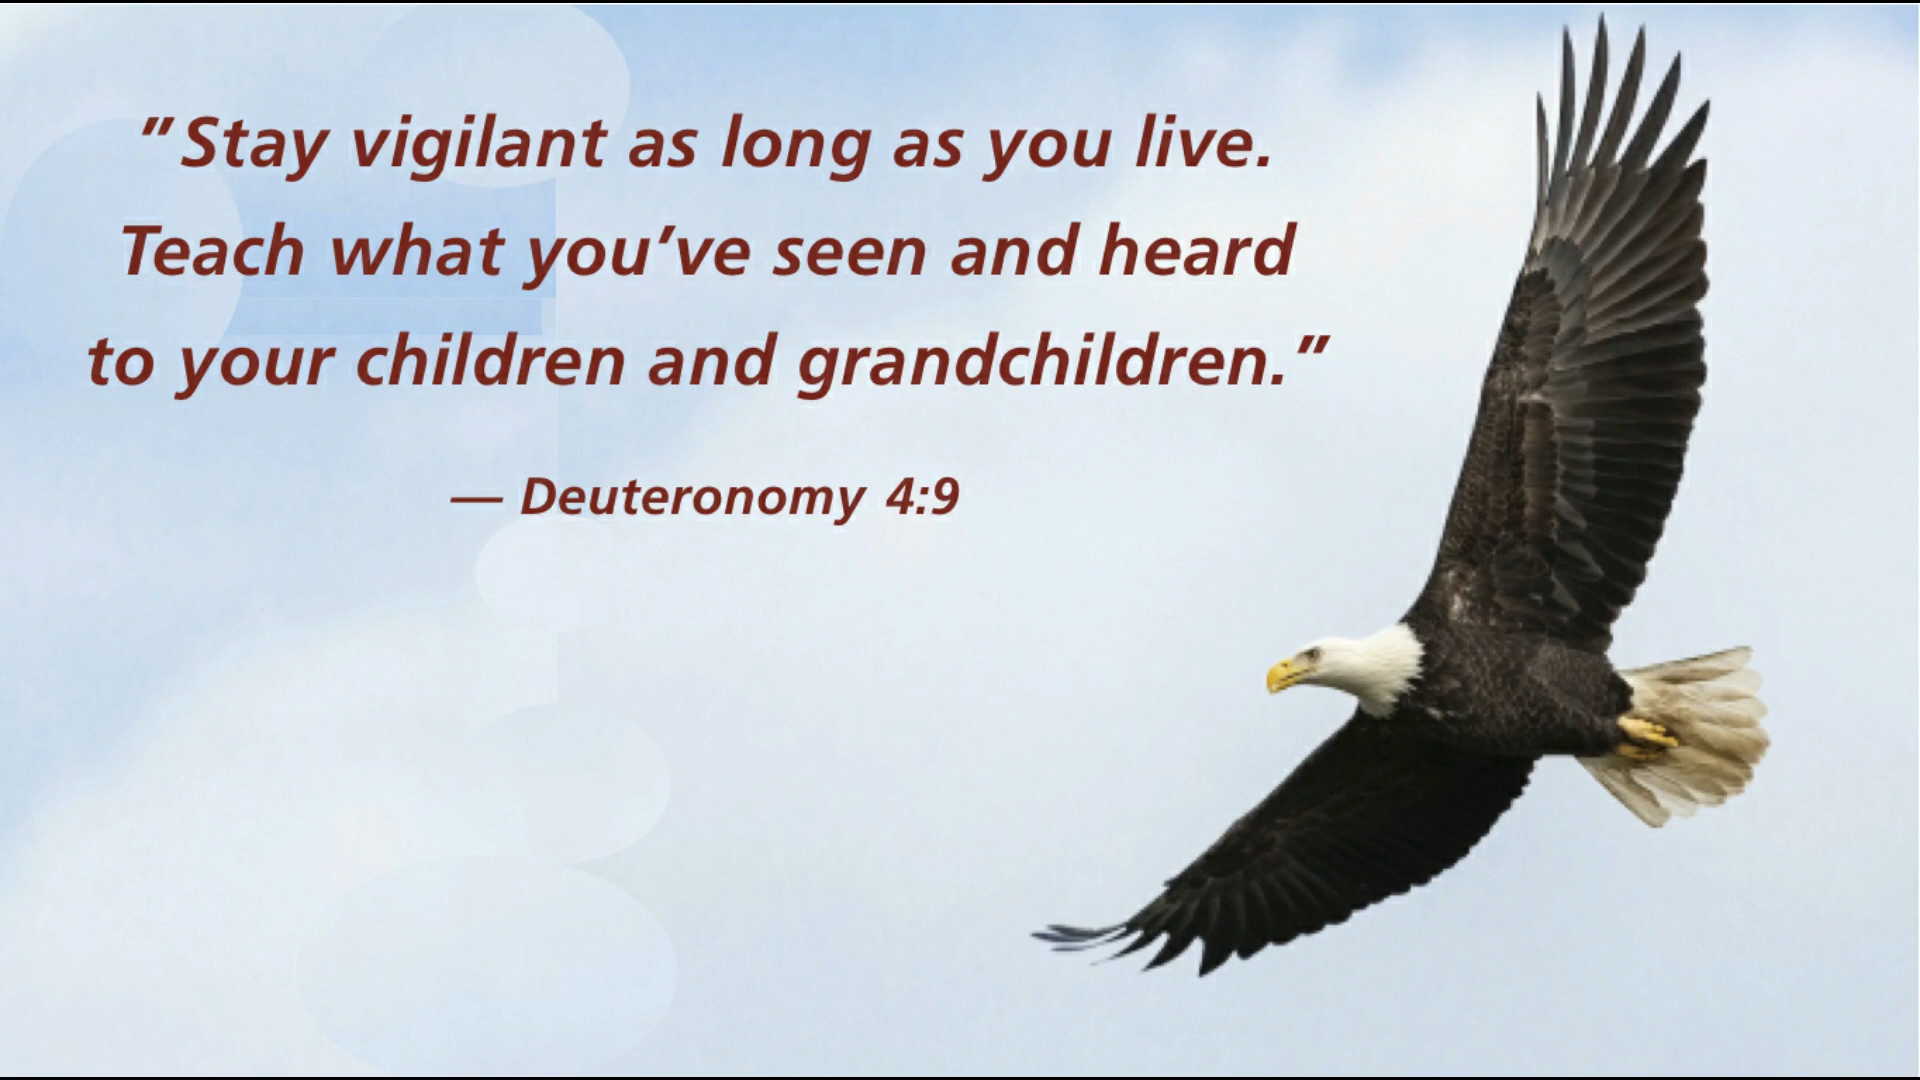 "Stay vigilant as long as you live.
Teach what you've seen and heard
to your children and grandchildren."
— Deuteronomy 4:9